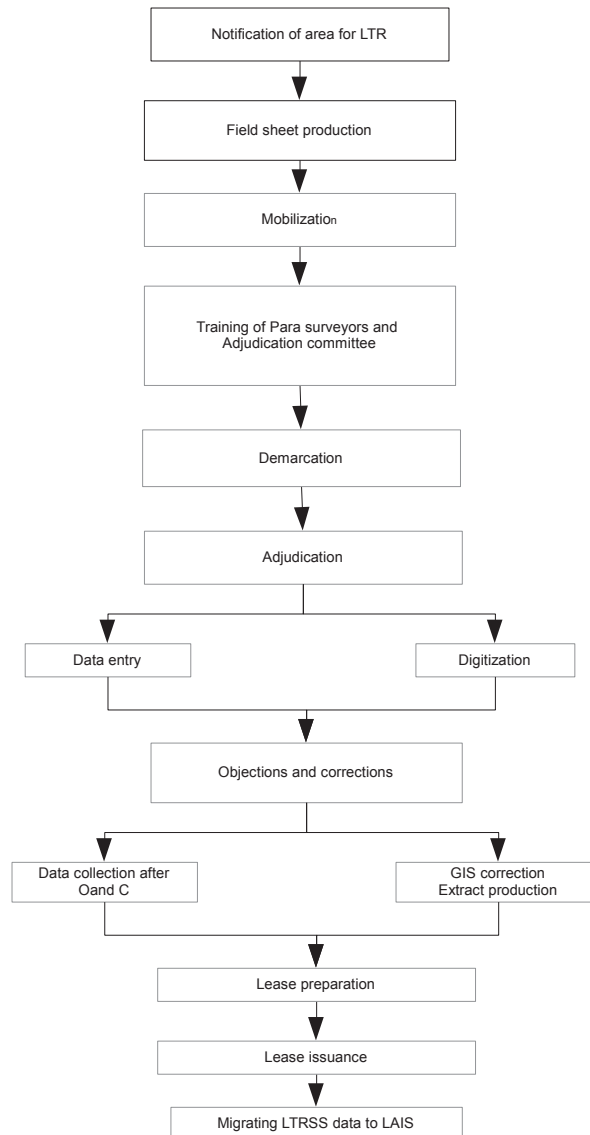 Notification of area for LTR
Field sheet production
Mobilization
Training of Para surveyors and
Adjudication committee
Demarcation
Adjudication
Data entry
Digitization
Objections and corrections
Data collection after
Oand C
GIS correction
Extract production
Lease preparation
Lease issuance
Migrating LTRSS data to LAIS